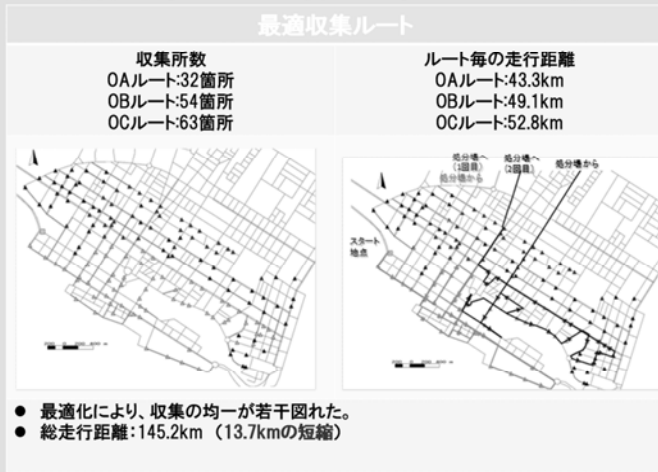 最適収集ルート
収集所数
OAルート:32箇所
OBルート:54箇所
OCルート:63箇所
ルート毎の走行距離
OAルート:43.3km
OBルート:49.1km
OCルート:52.8km
処分場へ
(1回目)
処分場から
処分場へ
(2回目)
処分場から
スタート
地点
● 最適化により、収集の均一が若干図れた。
● 総走行距離:145.2km (13.7kmの短縮)